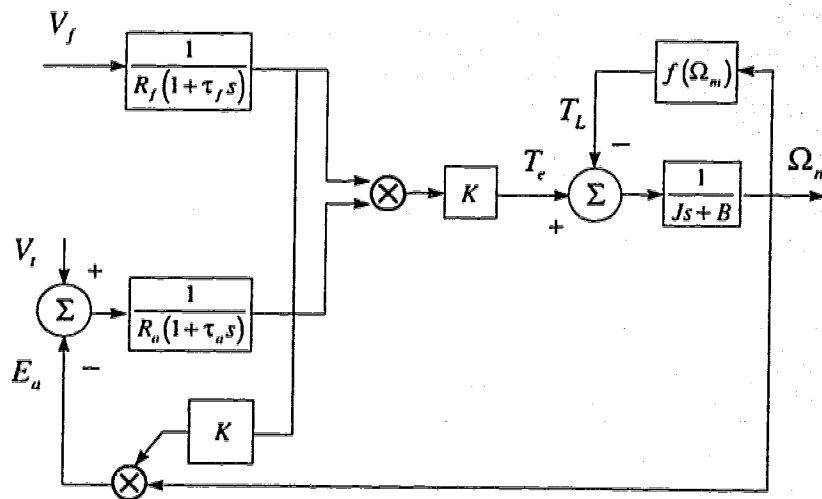 V_f
1
R_f(1+τ_f s)
f(Ω_m)
T_L
−
T_e
Ω_m
K
Σ
1
Js+B
+
V_t
+
Σ
1
R_a(1+τ_a s)
E_a
−
K